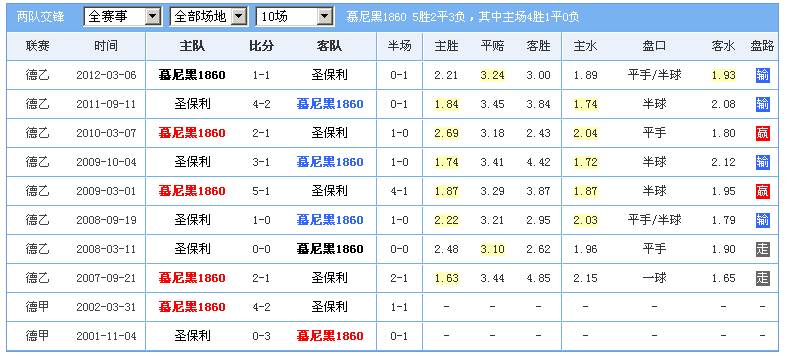 两队交锋 全赛事 全部场地 10场 慕尼黑1860 5胜2平3负，其中主场4胜1平0负
联赛 时间 主队 比分 客队 半场 主胜 平赔 客胜 主水 盘口 客水 盘路
德乙 2012-03-06 慕尼黑1860 1-1 圣保利 0-1 2.21 3.24 3.00 1.89 平手/半球 1.93 输
德乙 2011-09-11 圣保利 4-2 慕尼黑1860 0-1 1.84 3.45 3.84 1.74 半球 2.08 输
德乙 2010-03-07 慕尼黑1860 2-1 圣保利 1-0 2.69 3.18 2.43 2.04 平手 1.80 赢
德乙 2009-10-04 圣保利 3-1 慕尼黑1860 1-0 1.74 3.41 4.42 1.72 半球 2.12 输
德乙 2009-03-01 慕尼黑1860 5-1 圣保利 4-1 1.87 3.29 3.87 1.87 半球 1.95 赢
德乙 2008-09-19 圣保利 1-0 慕尼黑1860 1-0 2.22 3.21 2.95 2.03 平手/半球 1.79 输
德乙 2008-03-11 圣保利 0-0 慕尼黑1860 0-0 2.48 3.10 2.62 1.96 平手 1.90 走
德乙 2007-09-21 慕尼黑1860 2-1 圣保利 2-1 1.63 3.44 4.85 2.15 一球 1.65 走
德甲 2002-03-31 慕尼黑1860 4-2 圣保利 1-1 - - - - - - -
德甲 2001-11-04 圣保利 0-3 慕尼黑1860 0-1 - - - - - - -